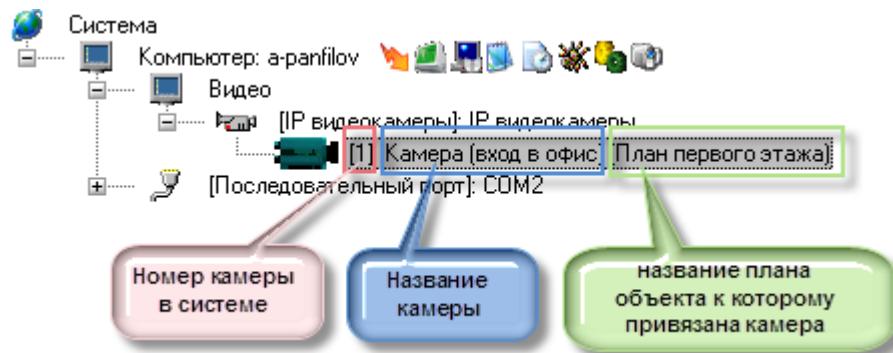 Система
Компьютер: a-panfilov
Видео
[IP видеокамеры]: IP видеокамеры
[1] Камера (вход в офис) План первого этажа)
[Последовательный порт]: COM2
Номер камеры
в системе
Название
камеры
название плана
объекта к которому
привязана камера